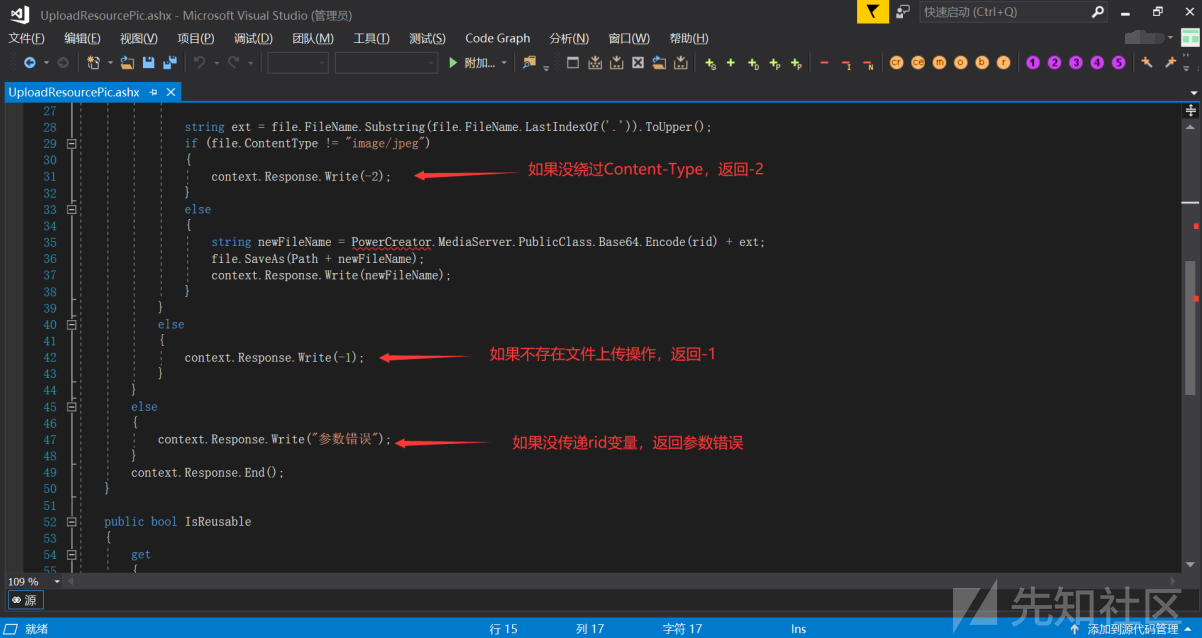 UploadResourcePic.ashx - Microsoft Visual Studio (管理员)
快速启动 (Ctrl+Q)
文件(F) 编辑(E) 视图(V) 项目(P) 调试(D) 团队(M) 工具(T) 测试(S) Code Graph 分析(N) 窗口(W) 帮助(H)
附加...
cr ce m o b f 1 2 3 4 5
UploadResourcePic.ashx
27
28 string ext = file.FileName.Substring(file.FileName.LastIndexOf('.')).ToUpper();
29 if (file.ContentType != "image/jpeg")
30 {
31 context.Response.Write(-2); 如果没绕过Content-Type，返回-2
32 }
33 else
34 {
35 string newFileName = PowerCreator.MediaServer.PublicClass.Base64.Encode(rid) + ext;
36 file.SaveAs(Path + newFileName);
37 context.Response.Write(newFileName);
38 }
39 }
40 else
41 {
42 context.Response.Write(-1); 如果不存在文件上传操作，返回-1
43 }
44 }
45 else
46 {
47 context.Response.Write("参数错误"); 如果没传递rid变量，返回参数错误
48 }
49 context.Response.End();
50 }
51
52 public bool IsReusable
53 {
54 get
55 {
109 %
源
先知社区
就绪 行 15 列 17 字符 17 Ins 添加到源代码管理